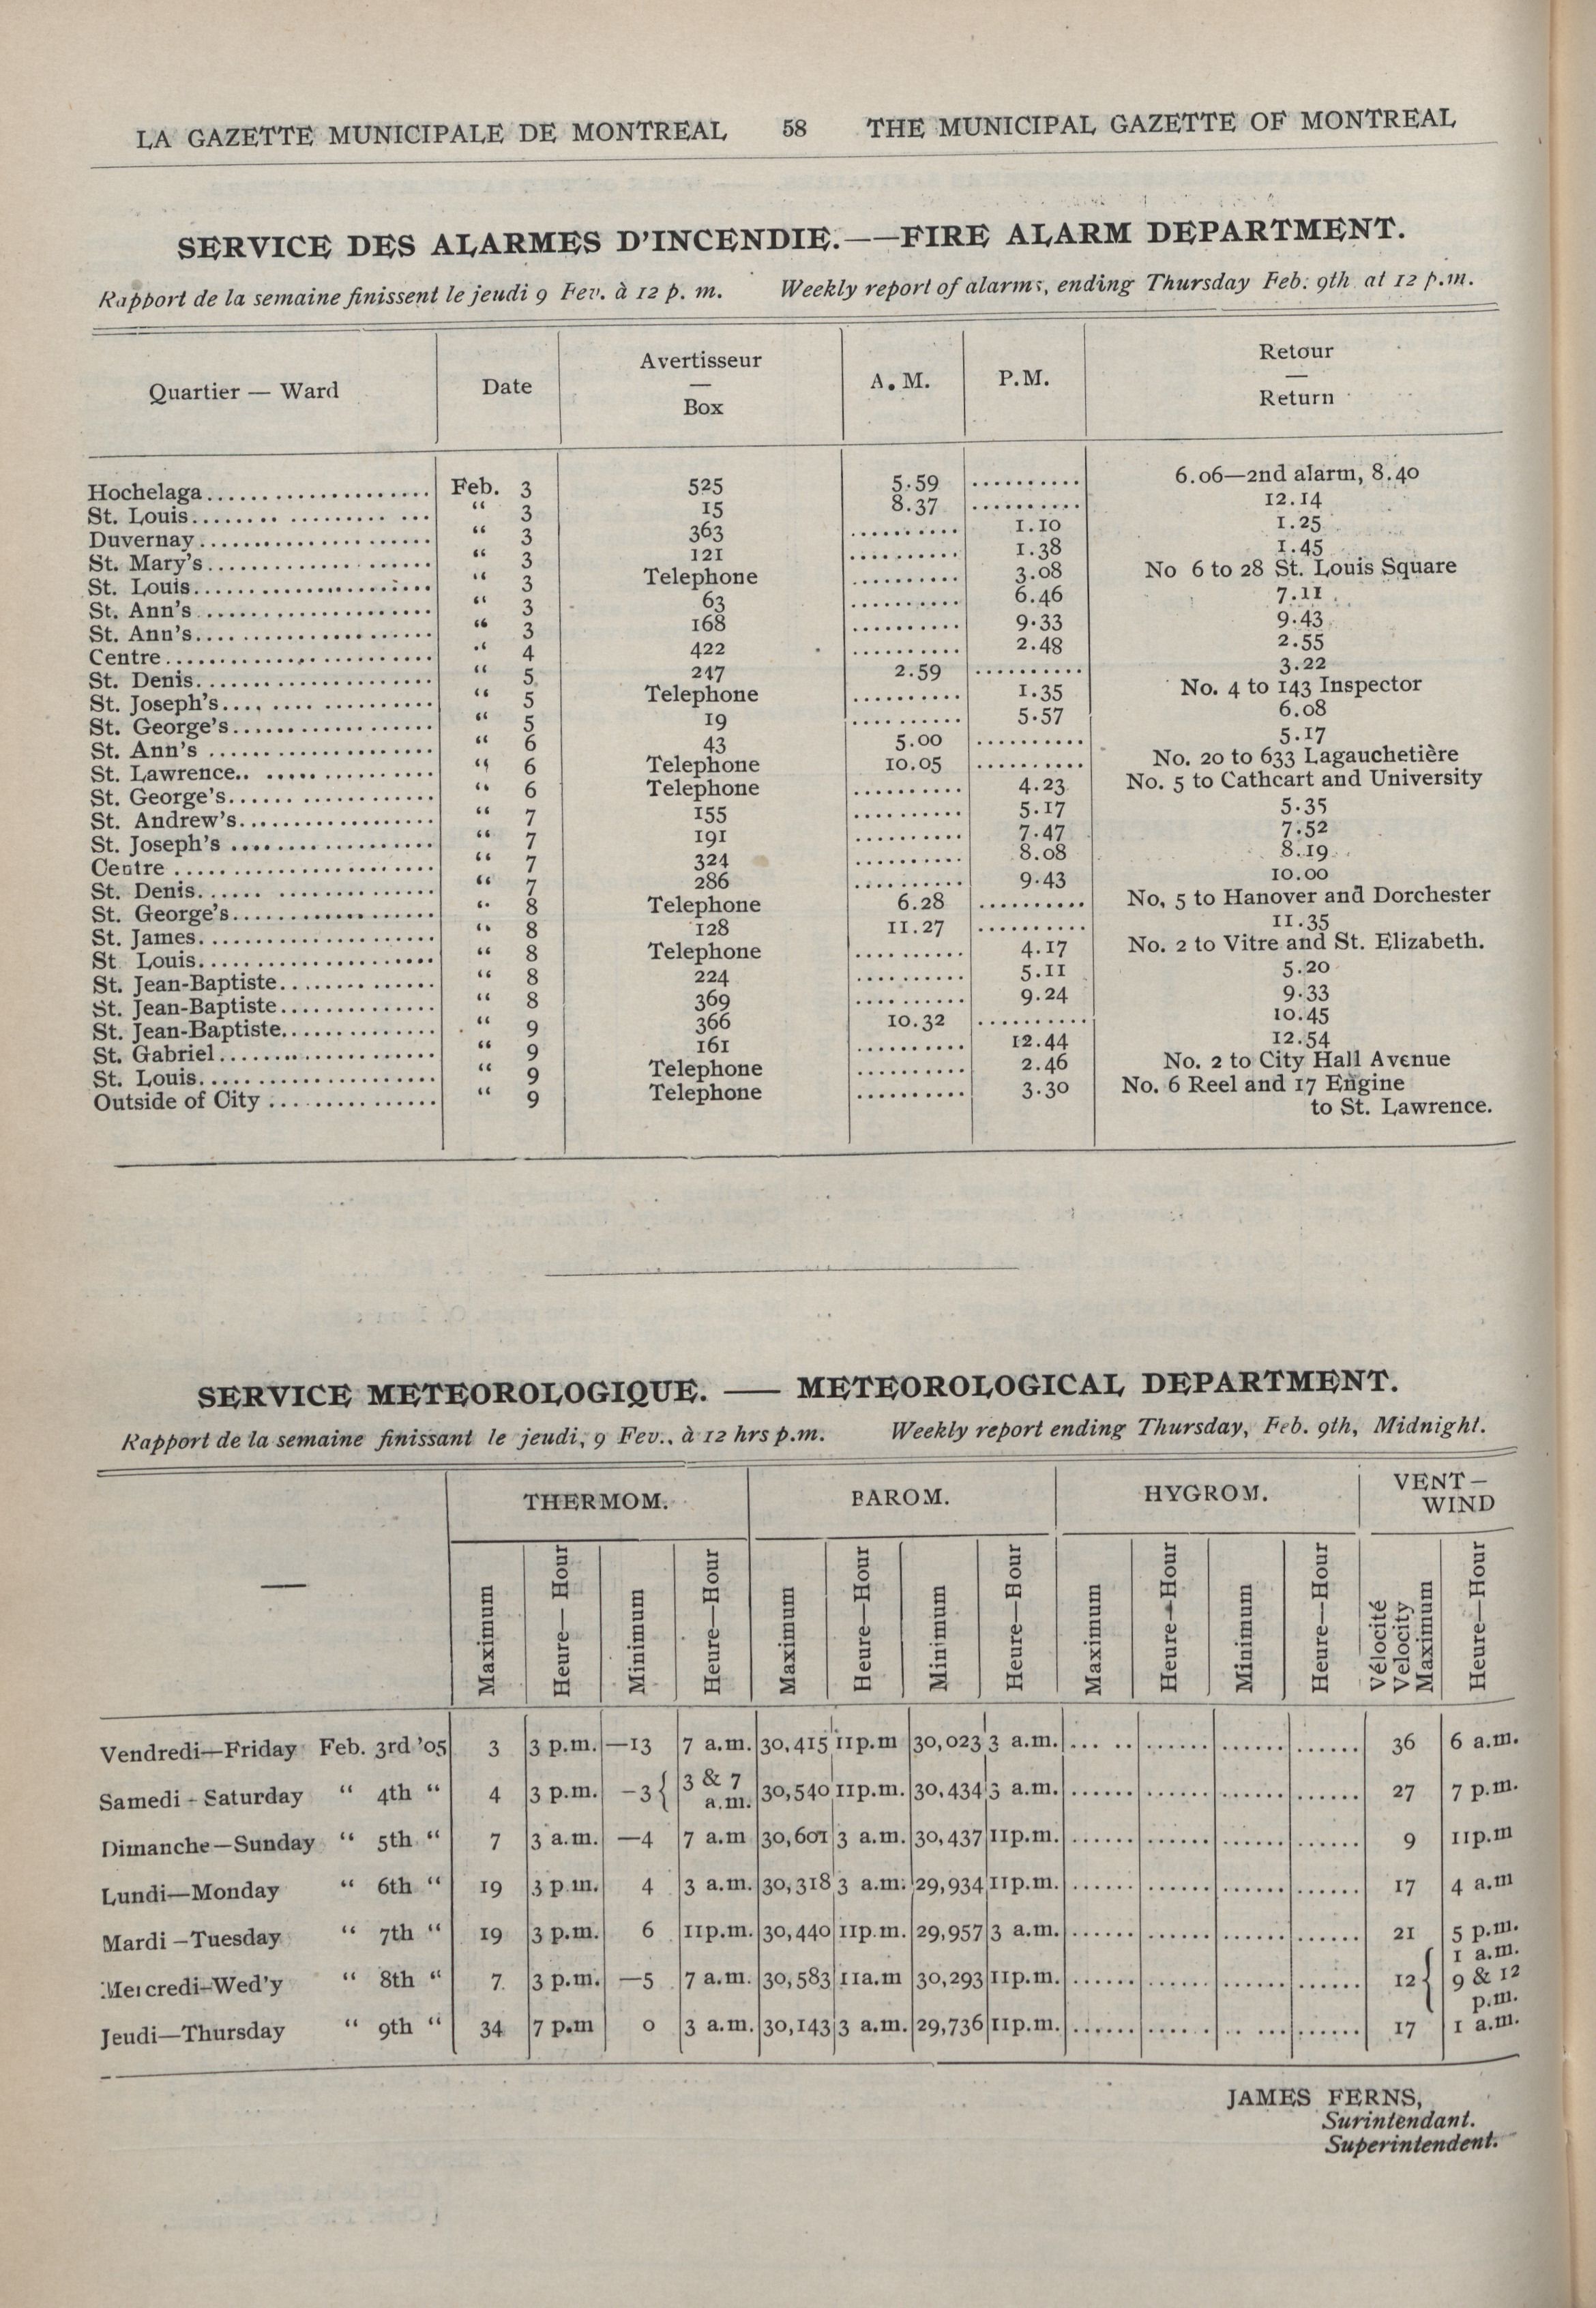 LA GAZETTE MUNICIPALE DE MONTREAL 58 THE MUNICIPAL GAZETTE OF MONTREAL
SERVICE DES ALARMES D'INCENDIE.——FIRE ALARM DEPARTMENT.
Rapport de la semaine finissent le jeudi 9 Fev. à 12 p. m. Weekly report of alarms, ending Thursday Feb. 9th at 12 p.m.
Quartier — Ward Date Avertisseur — Box A. M. P.M. Retour — Return
Hochelaga Feb. 3 525 5.59 .......... 6.06—2nd alarm, 8.40
St. Louis " 3 15 8.37 .......... 12.14
Duvernay " 3 363 .......... 1.10 1.25
St. Mary's " 3 121 .......... 1.38 1.45
St. Louis " 3 Telephone .......... 3.08 No 6 to 28 St. Louis Square
St. Ann's " 3 63 .......... 6.46 7.11
St. Ann's " 3 168 .......... 9.33 9.43
Centre " 4 422 .......... 2.48 2.55
St. Denis " 5 247 2.59 .......... 3.22
St. Joseph's " 5 Telephone .......... 1.35 No. 4 to 143 Inspector
St. George's " 5 19 .......... 5.57 6.08
St. Ann's " 6 43 5.00 .......... 5.17
St. Lawrence " 6 Telephone 10.05 .......... No. 20 to 633 Lagauchetière
St. George's " 6 Telephone .......... 4.23 No. 5 to Cathcart and University
St. Andrew's " 7 155 .......... 5.17 5.35
St. Joseph's " 7 191 .......... 7.47 7.52
Centre " 7 324 .......... 8.08 8.19
St. Denis " 7 286 .......... 9.43 10.00
St. George's " 8 Telephone 6.28 .......... No, 5 to Hanover and Dorchester
St. James " 8 128 11.27 .......... 11.35
St. Louis " 8 Telephone .......... 4.17 No. 2 to Vitre and St. Elizabeth.
St. Jean-Baptiste " 8 224 .......... 5.11 5.20
St. Jean-Baptiste " 8 369 .......... 9.24 9.33
St. Jean-Baptiste " 9 366 10.32 .......... 10.45
St. Gabriel " 9 161 .......... 12.44 12.54
St. Louis " 9 Telephone .......... 2.46 No. 2 to City Hall Avenue
Outside of City " 9 Telephone .......... 3.30 No. 6 Reel and 17 Engine
to St. Lawrence.
SERVICE METEOROLOGIQUE. —— METEOROLOGICAL DEPARTMENT.
Rapport de la semaine finissant le jeudi, 9 Fev., à 12 hrs p.m. Weekly report ending Thursday, Feb. 9th, Midnight.
— THERMOM. BAROM. HYGROM. VENT — WIND
Maximum Heure—Hour Minimum Heure—Hour Maximum Heure—Hour Minimum Heure—Hour Maximum Heure—Hour Minimum Heure—Hour Vélocité Velocity Maximum Heure—Hour
Vendredi—Friday Feb. 3rd '05 3 3 p.m. —13 7 a.m. 30,415 11p.m 30,023 3 a.m. ...... ...... ...... ...... 36 6 a.m.
Samedi - Saturday " 4th " 4 3 p.m. —3 { 3 & 7 a.m. 30,540 11p.m. 30,434 3 a.m. ...... ...... ...... ...... 27 7 p.m.
Dimanche—Sunday " 5th " 7 3 a.m. —4 7 a.m 30,601 3 a.m. 30,437 11p.m. ...... ...... ...... ...... 9 11p.m
Lundi—Monday " 6th " 19 3 p.m. 4 3 a.m. 30,318 3 a.m. 29,934 11p.m. ...... ...... ...... ...... 17 4 a.m
Mardi —Tuesday " 7th " 19 3 p.m. 6 11p.m. 30,440 11p.m. 29,957 3 a.m. ...... ...... ...... ...... 21 5 p.m.
Mercredi-Wed'y " 8th " 7 3 p.m. —5 7 a.m. 30,583 11a.m 30,293 11p.m. ...... ...... ...... ...... 12 { 1 a.m. 9 & 12 p.m.
Jeudi—Thursday " 9th " 34 7 p.m 0 3 a.m. 30,143 3 a.m. 29,736 11p.m. ...... ...... ...... ...... 17 1 a.m.
JAMES FERNS,
Surintendant.
Superintendent.